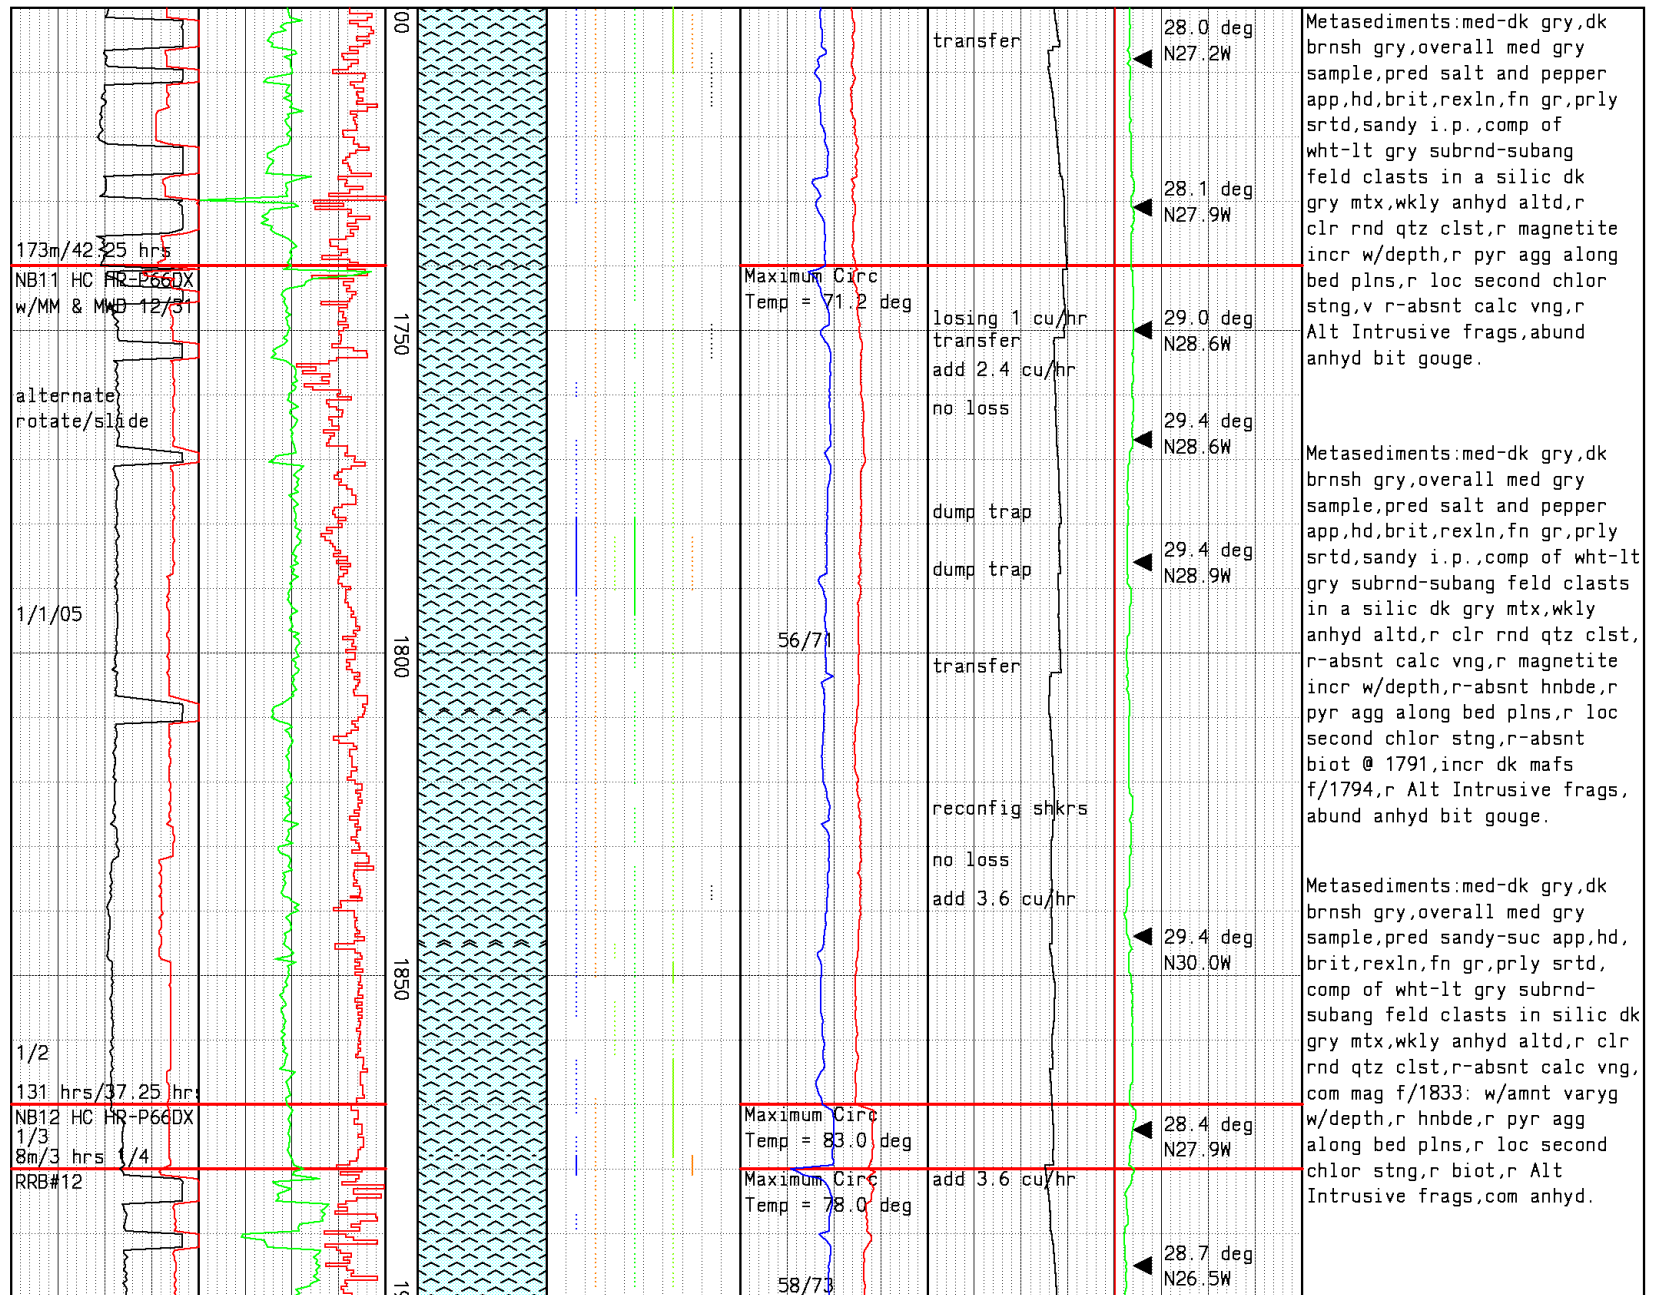 173m/42.25 hrs
NB11 HC HR-P66DX
w/MM & MWD 12/31
alternate
rotate/slide
1/1/05
1/2
131 hrs/37.25 hrs
NB12 HC HR-P66DX
1/3
8m/3 hrs 1/4
RRB#12
00
1750
1800
1850
Maximum Circ
Temp = 71.2 deg
56/71
Maximum Circ
Temp = 83.0 deg
Maximum Circ
Temp = 78.0 deg
58/73
transfer
losing 1 cu/hr
transfer
add 2.4 cu/hr
no loss
dump trap
dump trap
transfer
reconfig shkrs
no loss
add 3.6 cu/hr
add 3.6 cu/hr
28.0 deg
N27.2W
28.1 deg
N27.9W
29.0 deg
N28.6W
29.4 deg
N28.6W
29.4 deg
N28.9W
29.4 deg
N30.0W
28.4 deg
N27.9W
28.7 deg
N26.5W
Metasediments:med-dk gry,dk
brnsh gry,overall med gry
sample,pred salt and pepper
app,hd,brit,rexln,fn gr,prly
srtd,sandy i.p.,comp of
wht-lt gry subrnd-subang
feld clasts in a silic dk
gry mtx,wkly anhyd altd,r
clr rnd qtz clst,r magnetite
incr w/depth,r pyr agg along
bed plns,r loc second chlor
stng,v r-absnt calc vng,r
Alt Intrusive frags,abund
anhyd bit gouge.
Metasediments:med-dk gry,dk
brnsh gry,overall med gry
sample,pred salt and pepper
app,hd,brit,rexln,fn gr,prly
srtd,sandy i.p.,comp of wht-lt
gry subrnd-subang feld clasts
in a silic dk gry mtx,wkly
anhyd altd,r clr rnd qtz clst,
r-absnt calc vng,r magnetite
incr w/depth,r-absnt hnbde,r
pyr agg along bed plns,r loc
second chlor stng,r-absnt
biot @ 1791,incr dk mafs
f/1794,r Alt Intrusive frags,
abund anhyd bit gouge.
Metasediments:med-dk gry,dk
brnsh gry,overall med gry
sample,pred sandy-suc app,hd,
brit,rexln,fn gr,prly srtd,
comp of wht-lt gry subrnd-
subang feld clasts in silic dk
gry mtx,wkly anhyd altd,r clr
rnd qtz clst,r-absnt calc vng,
com mag f/1833: w/amnt varyg
w/depth,r hnbde,r pyr agg
along bed plns,r loc second
chlor stng,r biot,r Alt
Intrusive frags,com anhyd.